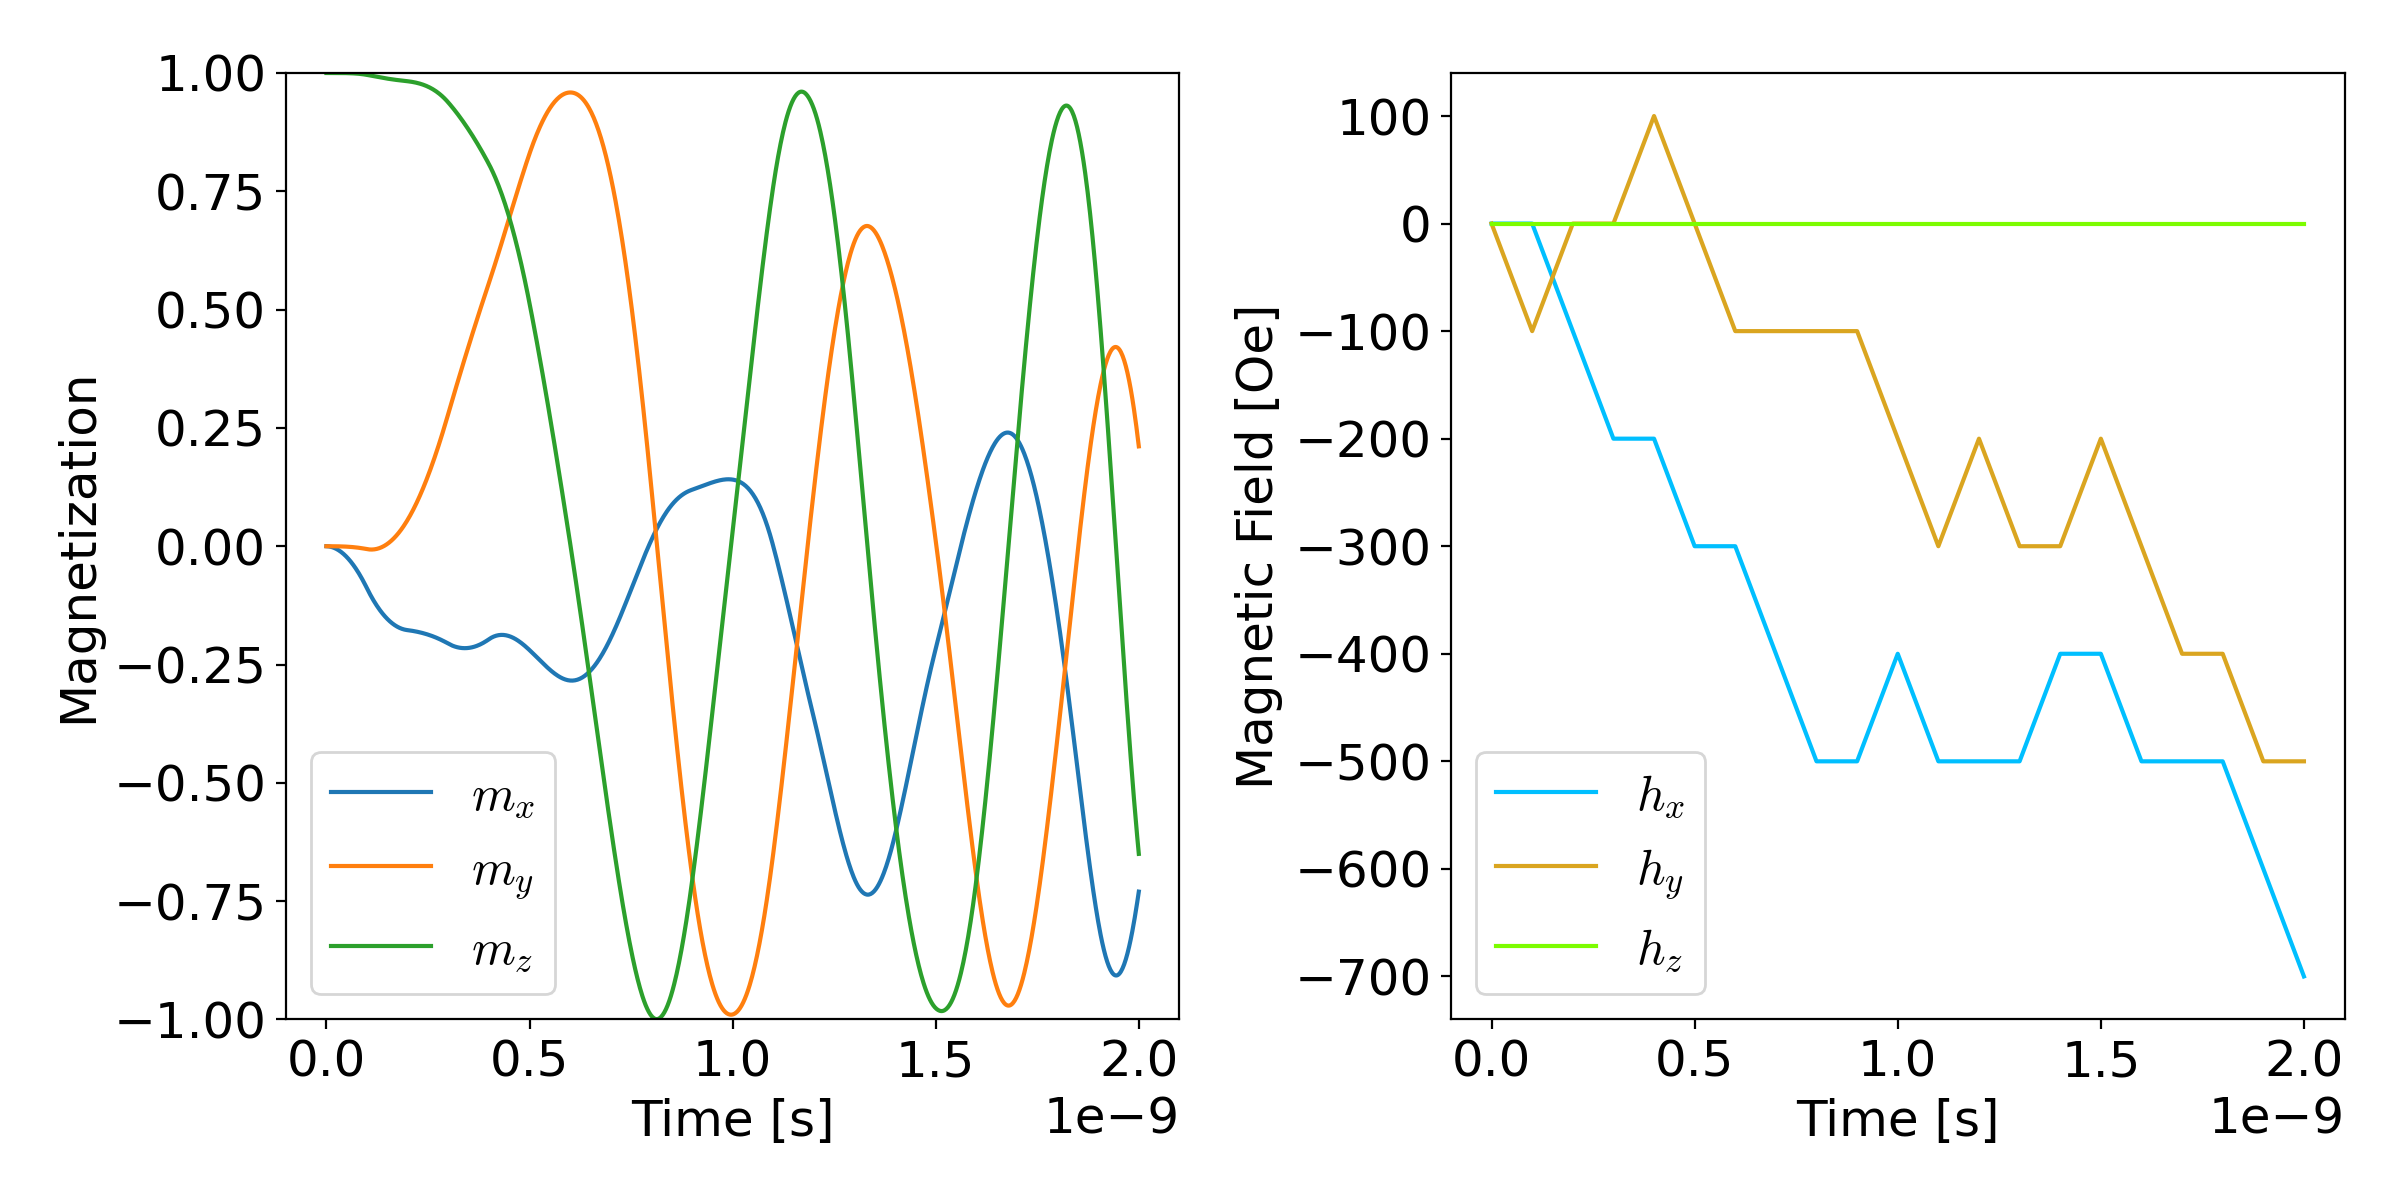 1.00
0.75
0.50
0.25
0.00
−0.25
−0.50
−0.75
−1.00
Magnetization
m_x
m_y
m_z
0.0 0.5 1.0 1.5 2.0
Time [s]
1e−9
100
0
−100
−200
−300
−400
−500
−600
−700
Magnetic Field [Oe]
h_x
h_y
h_z
0.0 0.5 1.0 1.5 2.0
Time [s]
1e−9